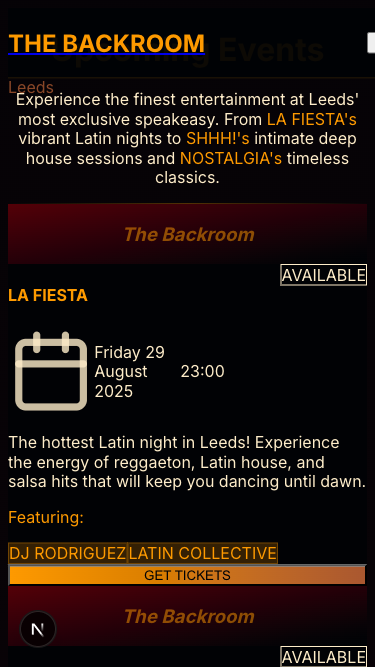 THE BACKROOM
Upcoming Events
Leeds
Experience the finest entertainment at Leeds'
most exclusive speakeasy. From LA FIESTA's
vibrant Latin nights to SHHH!'s intimate deep
house sessions and NOSTALGIA's timeless
classics.
The Backroom
AVAILABLE
LA FIESTA
Friday 29
August
2025
23:00
The hottest Latin night in Leeds! Experience
the energy of reggaeton, Latin house, and
salsa hits that will keep you dancing until dawn.
Featuring:
DJ RODRIGUEZ LATIN COLLECTIVE
GET TICKETS
The Backroom
N
AVAILABLE